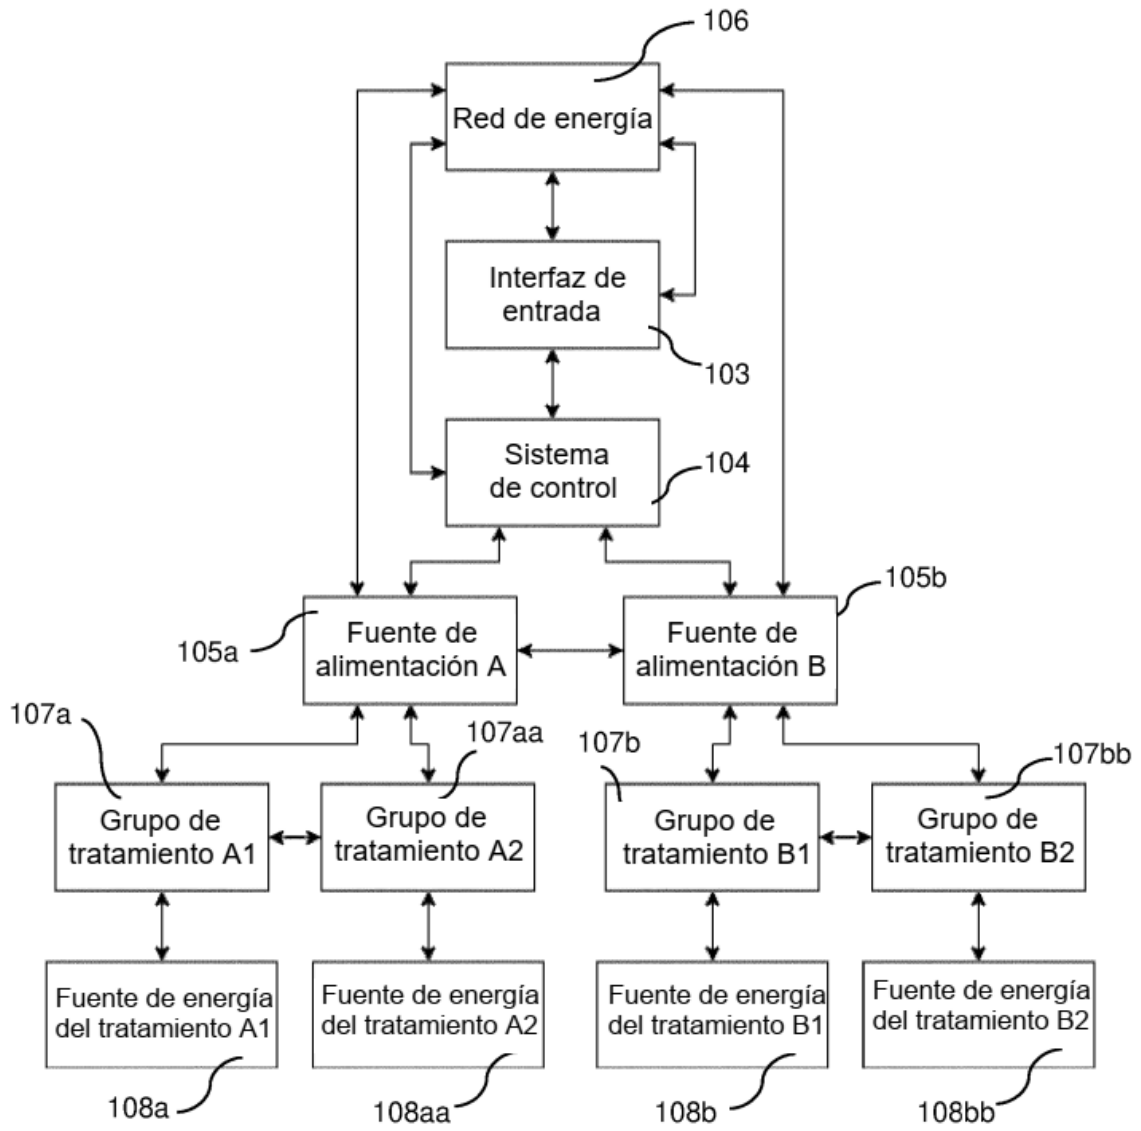 106
Red de energía
Interfaz de
entrada
103
Sistema
de control
104
105a
Fuente de
alimentación A
Fuente de
alimentación B
105b
107a
107aa
107b
107bb
Grupo de
tratamiento A1
Grupo de
tratamiento A2
Grupo de
tratamiento B1
Grupo de
tratamiento B2
Fuente de energía
del tratamiento A1
Fuente de energía
del tratamiento A2
Fuente de energía
del tratamiento B1
Fuente de energía
del tratamiento B2
108a
108aa
108b
108bb